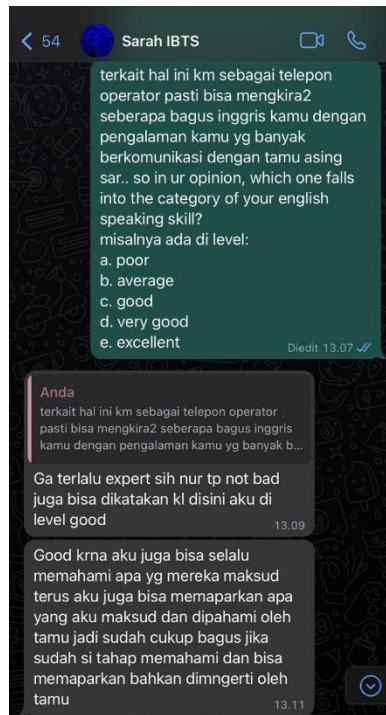 54
Sarah IBTS
terkait hal ini km sebagai telepon
operator pasti bisa mengkira2
seberapa bagus inggris kamu dengan
pengalaman kamu yg banyak
berkomunikasi dengan tamu asing
sar.. so in ur opinion, which one falls
into the category of your english
speaking skill?
misalnya ada di level:
a. poor
b. average
c. good
d. very good
e. excellent
Diedit 13.07
Anda
terkait hal ini km sebagai telepon operator
pasti bisa mengkira2 seberapa bagus inggris
kamu dengan pengalaman kamu yg banyak b...
Ga terlalu expert sih nur tp not bad
juga bisa dikatakan kl disini aku di
level good
13.09
Good krna aku juga bisa selalu
memahami apa yg mereka maksud
terus aku juga bisa memaparkan apa
yang aku maksud dan dipahami oleh
tamu jadi sudah cukup bagus jika
sudah si tahap memahami dan bisa
memaparkan bahkan dimngerti oleh
tamu
13.11